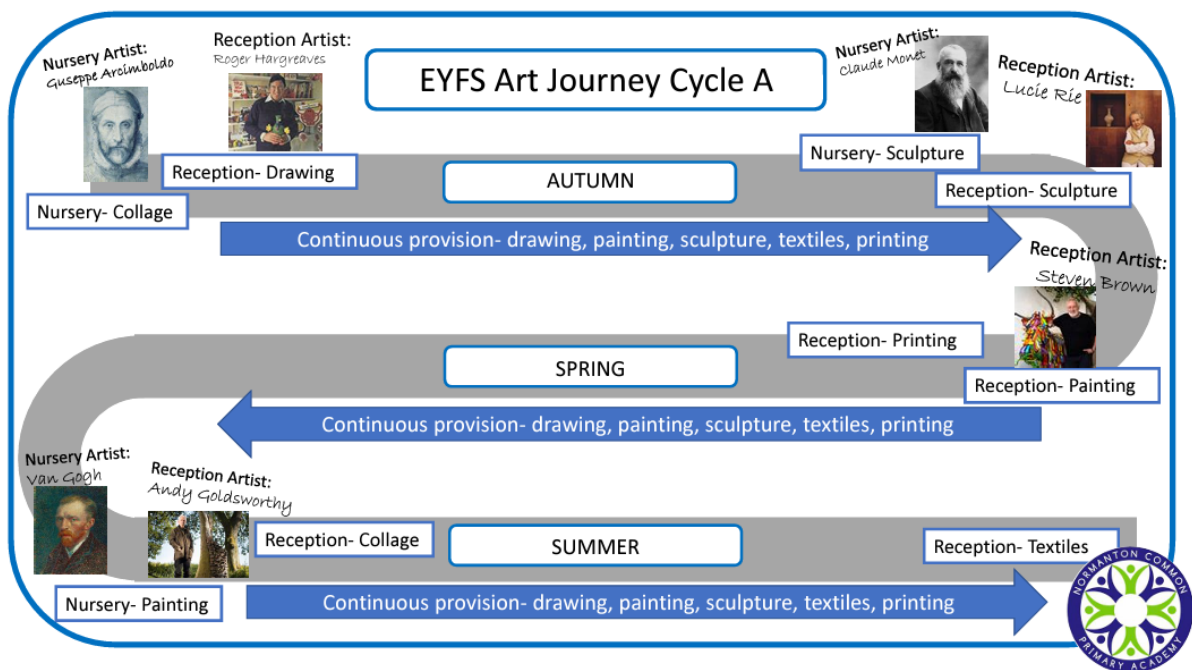 EYFS Art Journey Cycle A
Nursery Artist:
Guseppe Arcimboldo
Reception Artist:
Roger Hargreaves
Nursery Artist:
Claude Monet
Reception Artist:
Lucie Rie
Nursery- Collage
Reception- Drawing
AUTUMN
Nursery- Sculpture
Reception- Sculpture
Continuous provision- drawing, painting, sculpture, textiles, printing
Reception Artist:
Steven Brown
Reception- Printing
Reception- Painting
SPRING
Continuous provision- drawing, painting, sculpture, textiles, printing
Nursery Artist:
Van Gogh
Reception Artist:
Andy Goldsworthy
Nursery- Painting
Reception- Collage
SUMMER
Reception- Textiles
Continuous provision- drawing, painting, sculpture, textiles, printing
NORMANTON COMMON
PRIMARY ACADEMY